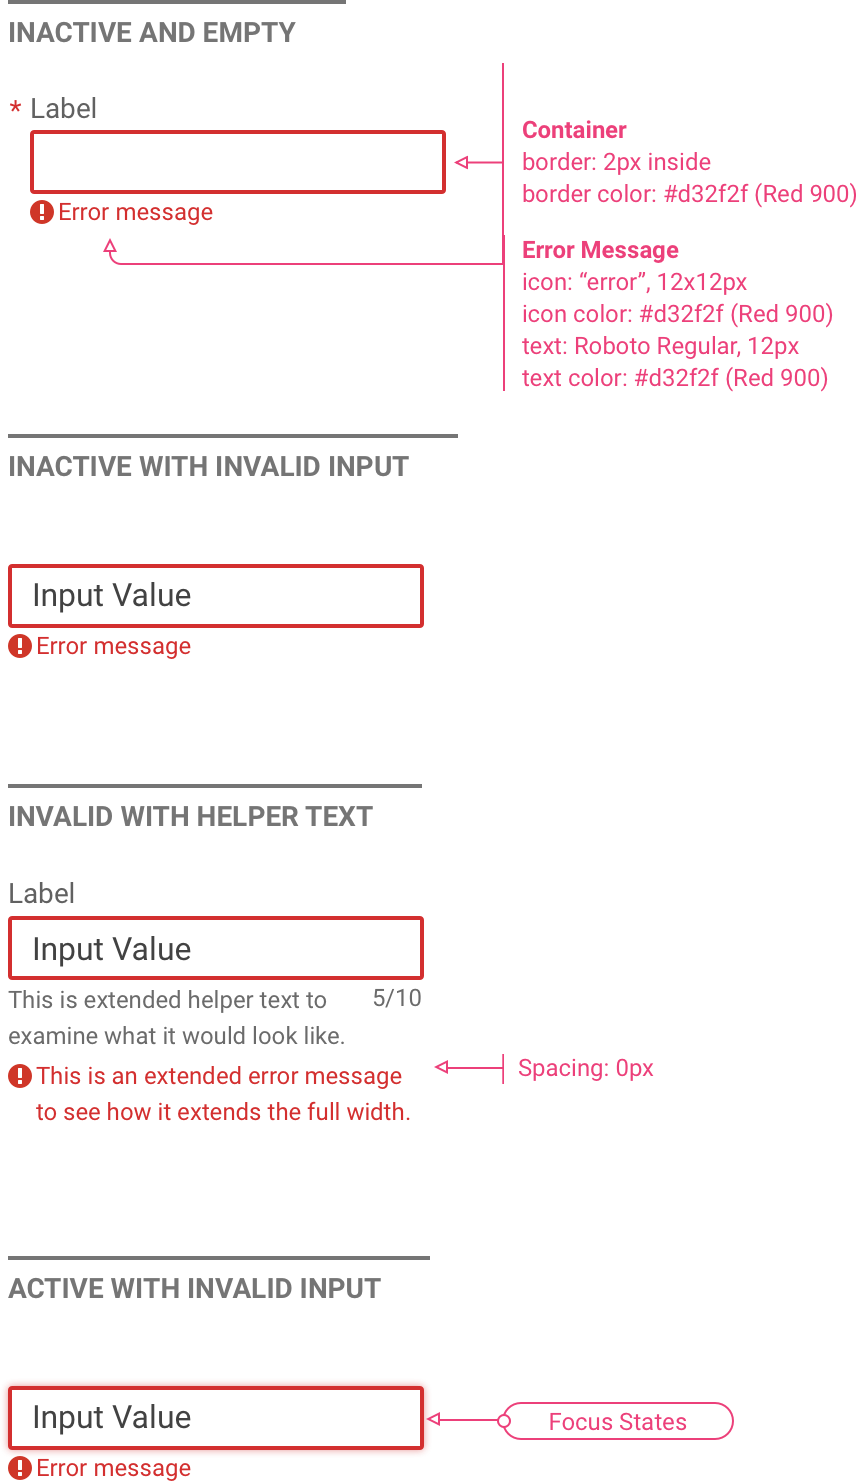 INACTIVE AND EMPTY
* Label
Container
border: 2px inside
border color: #d32f2f (Red 900)
Error message
Error Message
icon: “error”, 12x12px
icon color: #d32f2f (Red 900)
text: Roboto Regular, 12px
text color: #d32f2f (Red 900)
INACTIVE WITH INVALID INPUT
Input Value
Error message
INVALID WITH HELPER TEXT
Label
Input Value
This is extended helper text to 5/10
examine what it would look like.
This is an extended error message
to see how it extends the full width.
Spacing: 0px
ACTIVE WITH INVALID INPUT
Input Value
Focus States
Error message